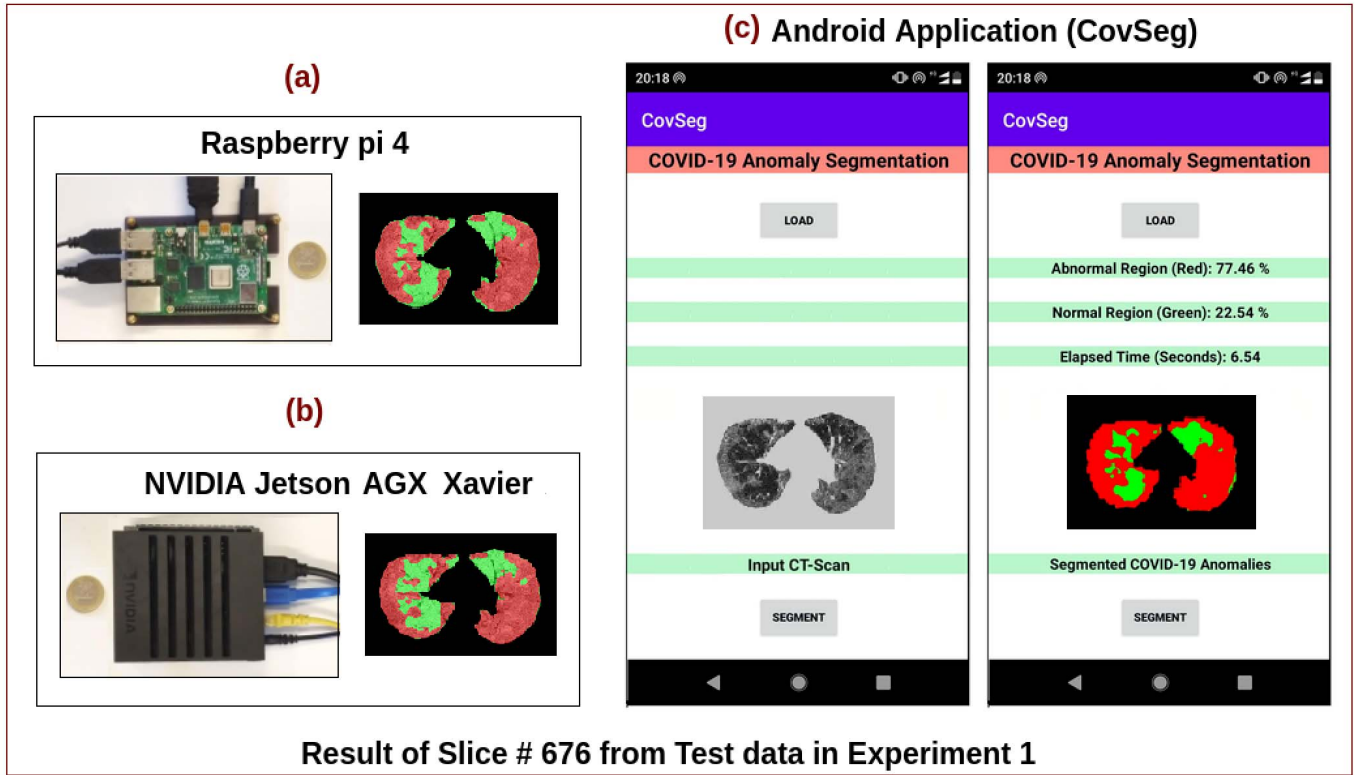 (a)
Raspberry pi 4
(b)
NVIDIA Jetson AGX Xavier
NVIDIA
(c) Android Application (CovSeg)
20:18
CovSeg
COVID-19 Anomaly Segmentation
LOAD
Input CT-Scan
SEGMENT
20:18
CovSeg
COVID-19 Anomaly Segmentation
LOAD
Abnormal Region (Red): 77.46 %
Normal Region (Green): 22.54 %
Elapsed Time (Seconds): 6.54
Segmented COVID-19 Anomalies
SEGMENT
Result of Slice # 676 from Test data in Experiment 1